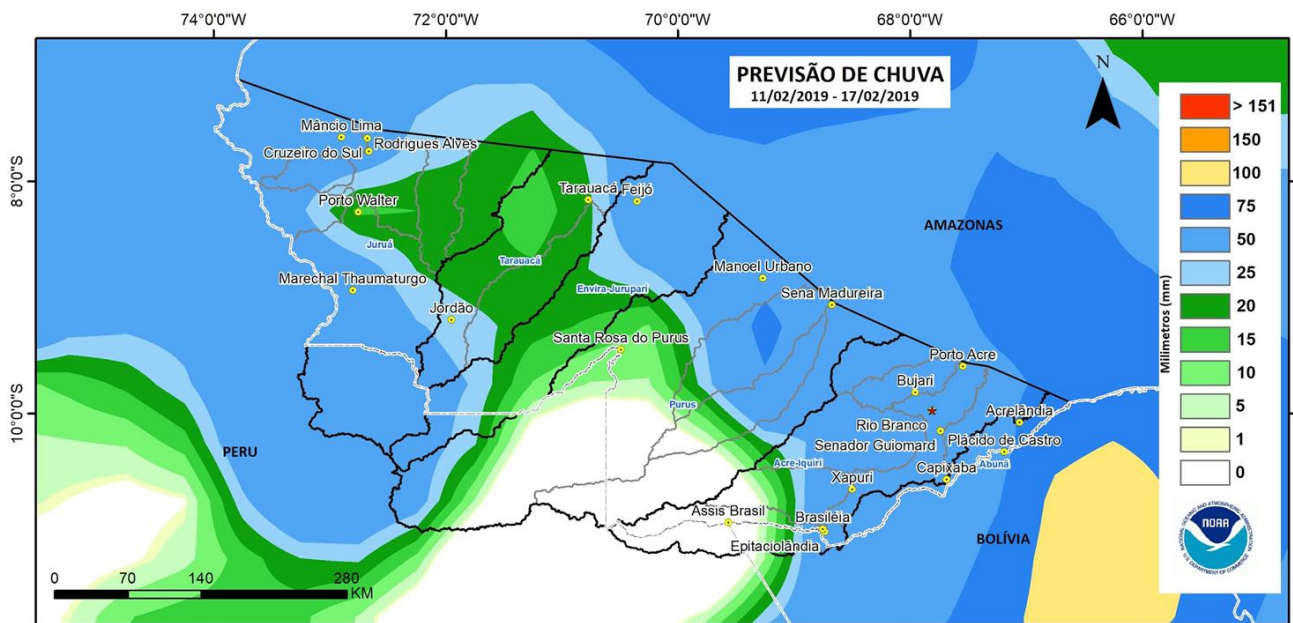 74°0'0"W
72°0'0"W
70°0'0"W
68°0'0"W
66°0'0"W
8°0'0"S
10°0'0"S
PREVISÃO DE CHUVA
11/02/2019 - 17/02/2019
N
Milímetros (mm)
> 151
150
100
75
50
25
20
15
10
5
1
0
NOAA
Mâncio Lima
Rodrigues Alves
Cruzeiro do Sul
Porto Walter
Juruá
Marechal Thaumaturgo
Jordão
Tarauacá
Feijó
Tarauacá
Envira-Jurupari
Santa Rosa do Purus
Manoel Urbano
Sena Madureira
Purus
AMAZONAS
Porto Acre
Bujari
Rio Branco
Acrelândia
Senador Guiomard
Plácido de Castro
Acre-Iquiri
Abunã
Xapuri
Capixaba
Assis Brasil
Brasiléia
Epitaciolândia
PERU
BOLÍVIA
0
70
140
280
KM